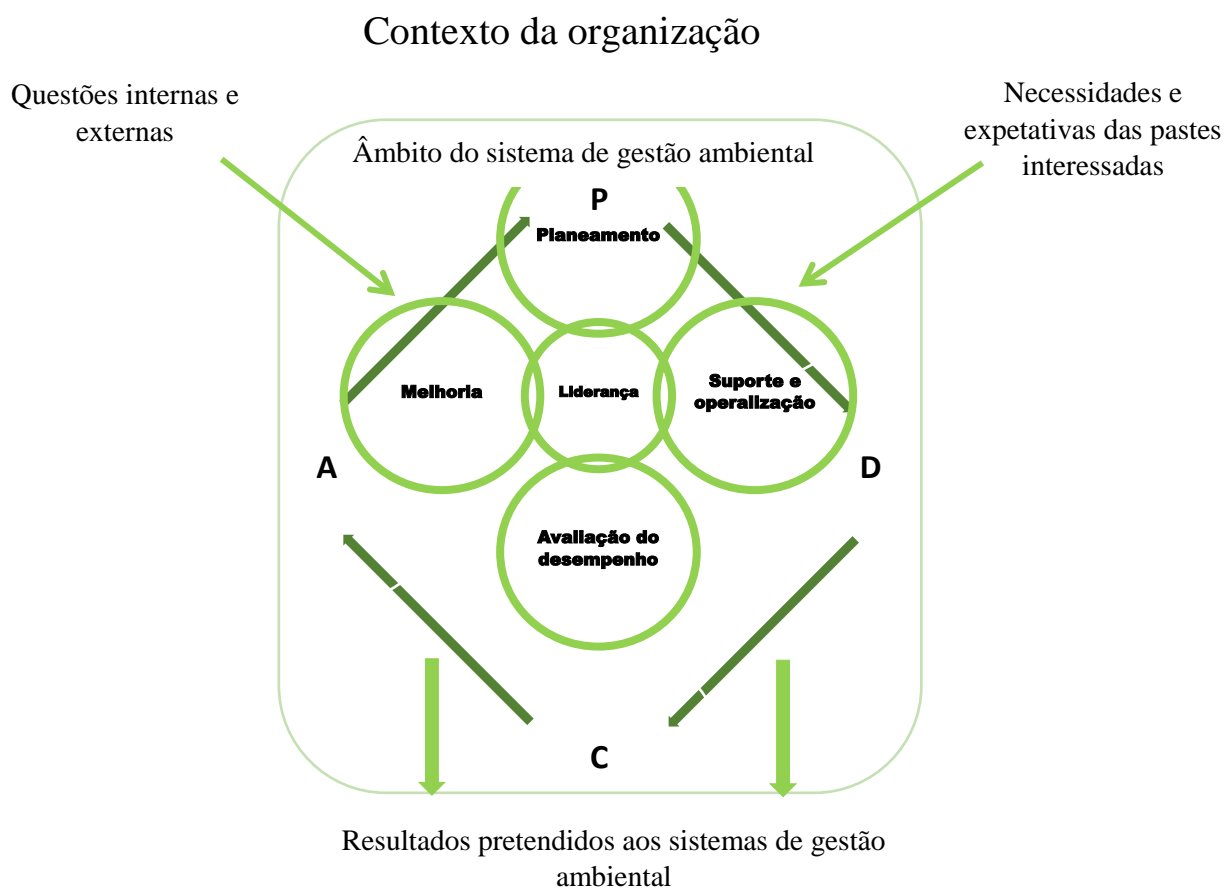 Contexto da organização
Questões internas e
externas
Necessidades e
expetativas das pastes
interessadas
Âmbito do sistema de gestão ambiental
P
Planeamento
Melhoria
Liderança
Suporte e
operalização
A
D
Avaliação do
desempenho
C
Resultados pretendidos aos sistemas de gestão
ambiental